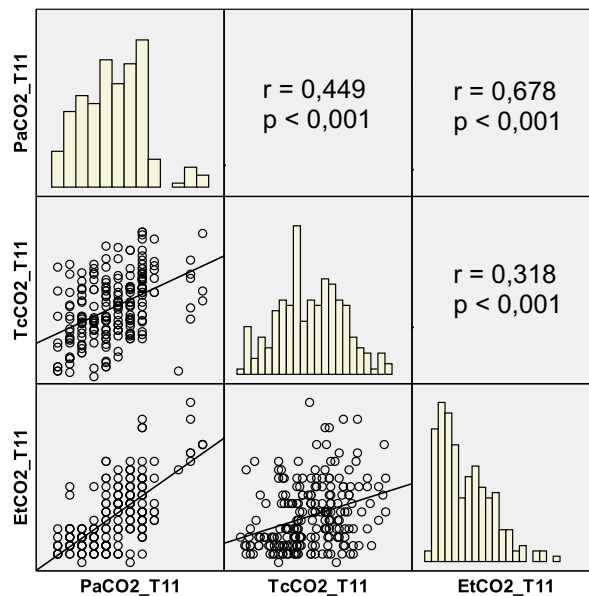 PaCO2_T11
r = 0,449
p < 0,001
r = 0,678
p < 0,001
TcCO2_T11
r = 0,318
p < 0,001
EtCO2_T11
PaCO2_T11
TcCO2_T11
EtCO2_T11